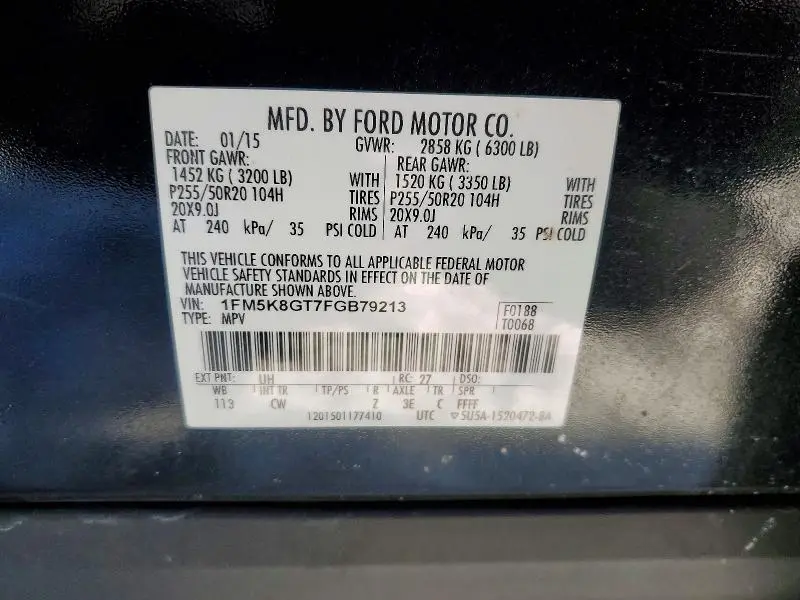 MFD. BY FORD MOTOR CO.
DATE: 01/15 GVWR: 2858 KG ( 6300 LB)
FRONT GAWR: REAR GAWR:
1452 KG ( 3200 LB) WITH 1520 KG ( 3350 LB) WITH
P255/50R20 104H TIRES P255/50R20 104H TIRES
20X9.0J RIMS 20X9.0J RIMS
AT 240 kPa/ 35 PSI COLD AT 240 kPa/ 35 PSI COLD
THIS VEHICLE CONFORMS TO ALL APPLICABLE FEDERAL MOTOR
VEHICLE SAFETY STANDARDS IN EFFECT ON THE DATE OF
MANUFACTURE SHOWN ABOVE.
VIN: 1FM5K8GT7FGB79213 F0188
TYPE: MPV T0068
EXT PNT: UH RC: 27 DSO:
WB INT TR TP/PS R AXLE TR SPR
113 CW Z 3E C FFFF
1201501177410 UTC ▽5U5A-1520472-BA